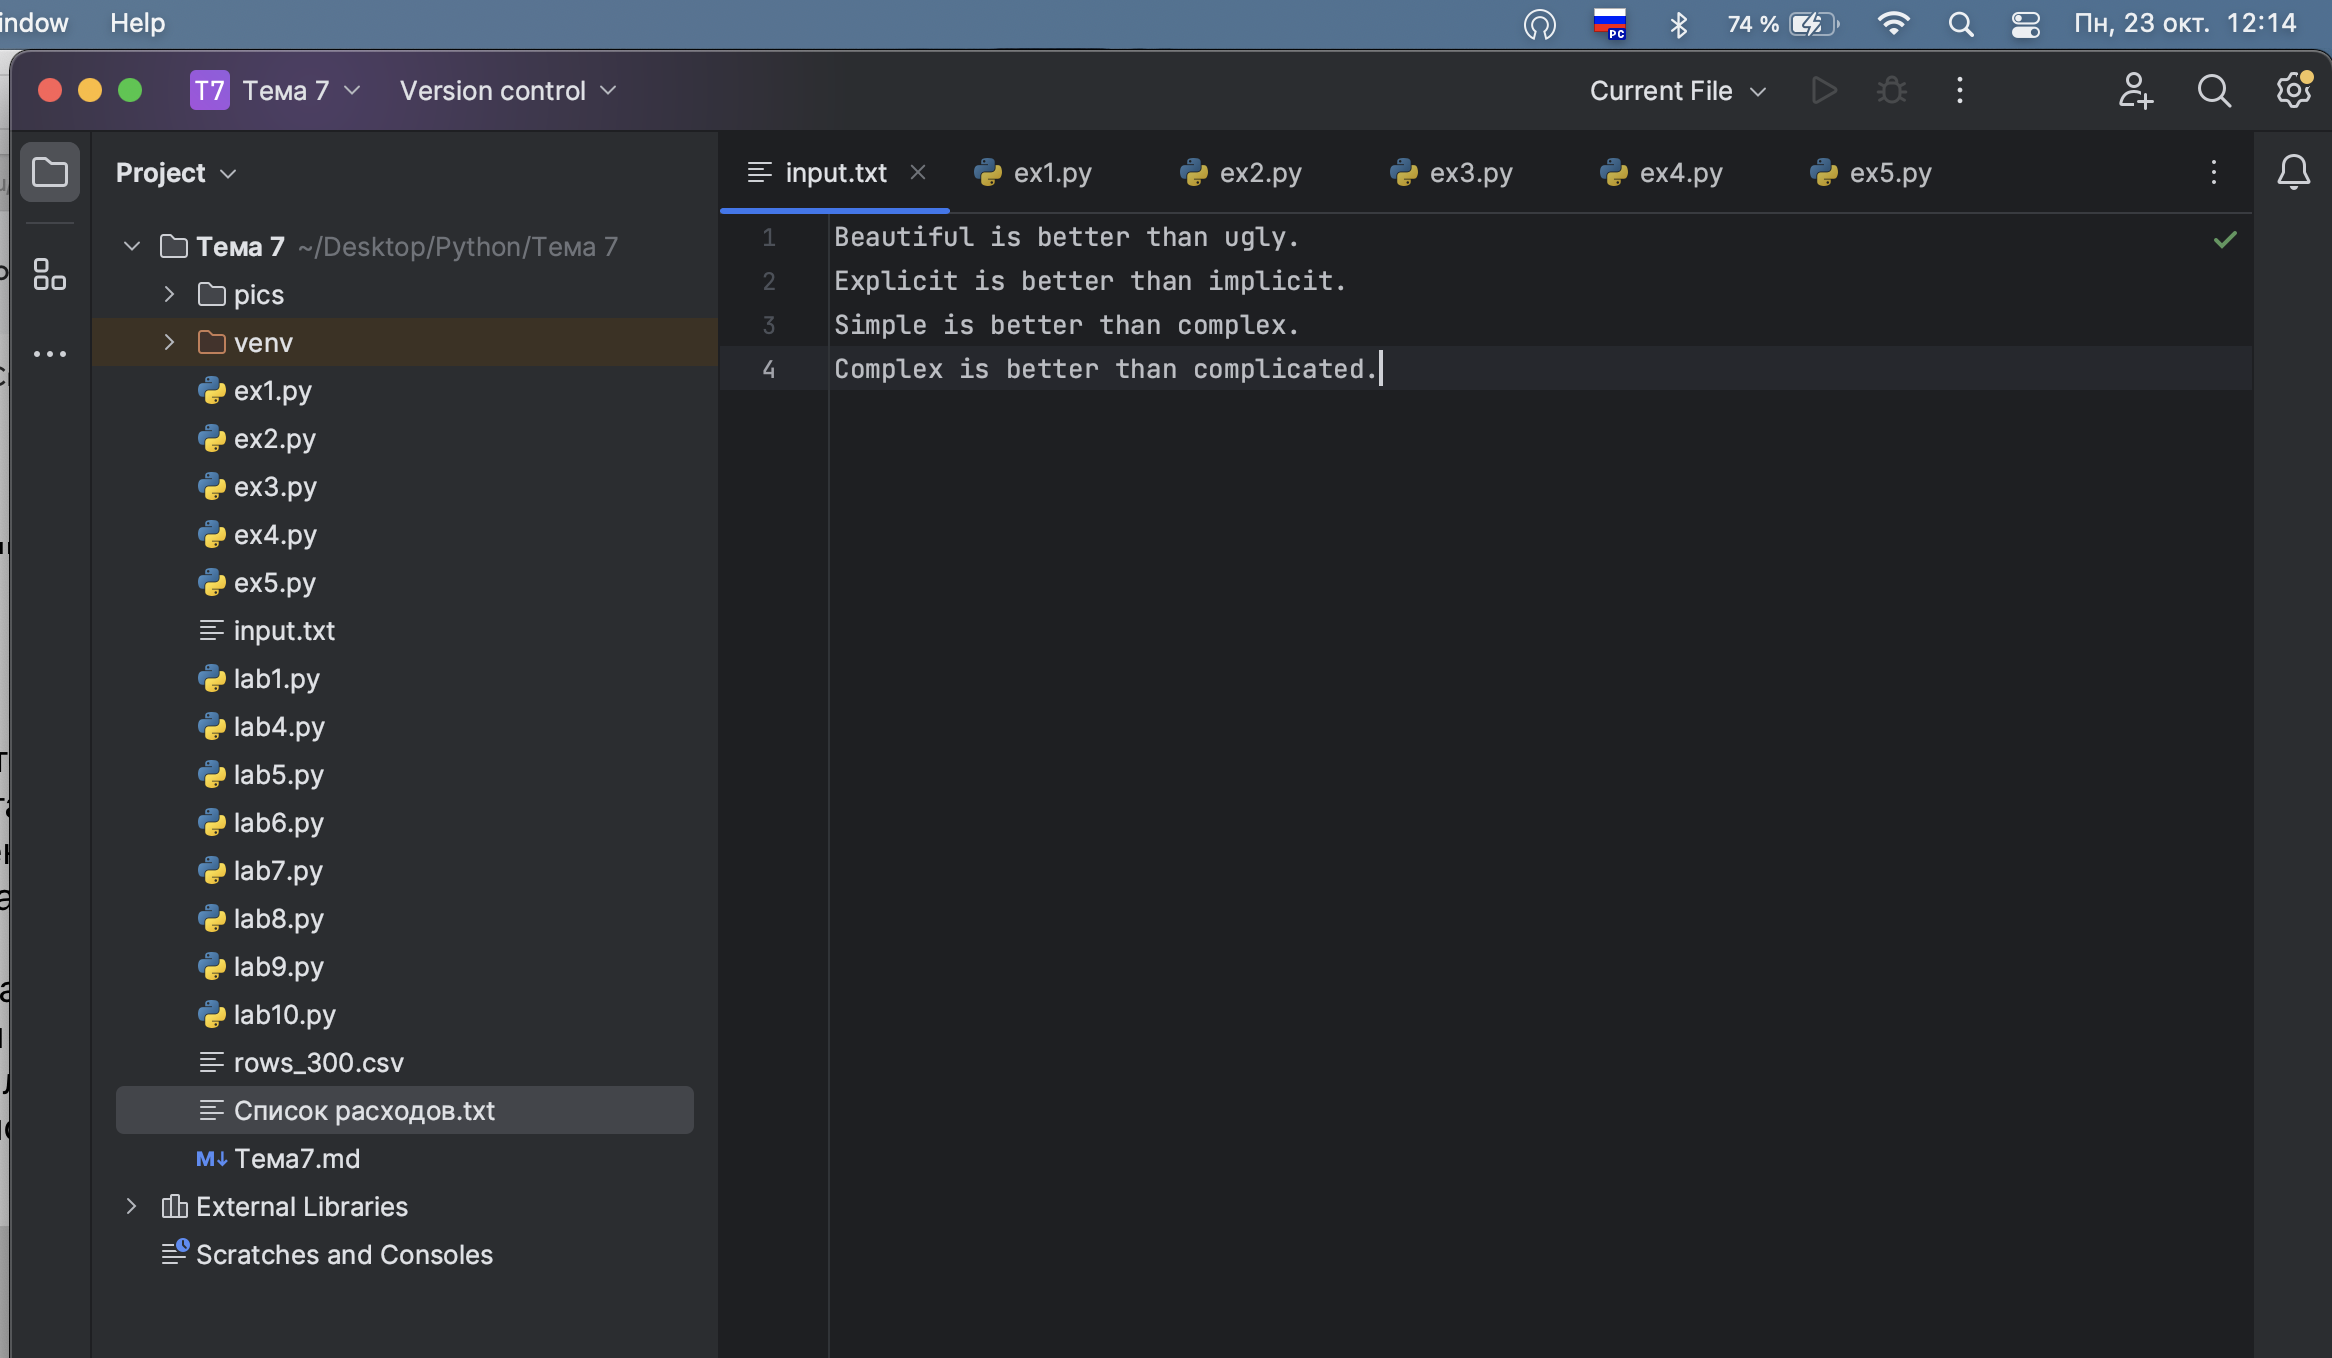 indow Help 74 % Пн, 23 окт. 12:14
РС
T7 Тема 7 Version control Current File
Project
input.txt ex1.py ex2.py ex3.py ex4.py ex5.py
Тема 7 ~/Desktop/Python/Тема 7
pics
venv
ex1.py
ex2.py
ex3.py
ex4.py
ex5.py
input.txt
lab1.py
lab4.py
lab5.py
lab6.py
lab7.py
lab8.py
lab9.py
lab10.py
rows_300.csv
Список расходов.txt
M↓ Тема7.md
External Libraries
Scratches and Consoles
1 Beautiful is better than ugly.
2 Explicit is better than implicit.
3 Simple is better than complex.
4 Complex is better than complicated.